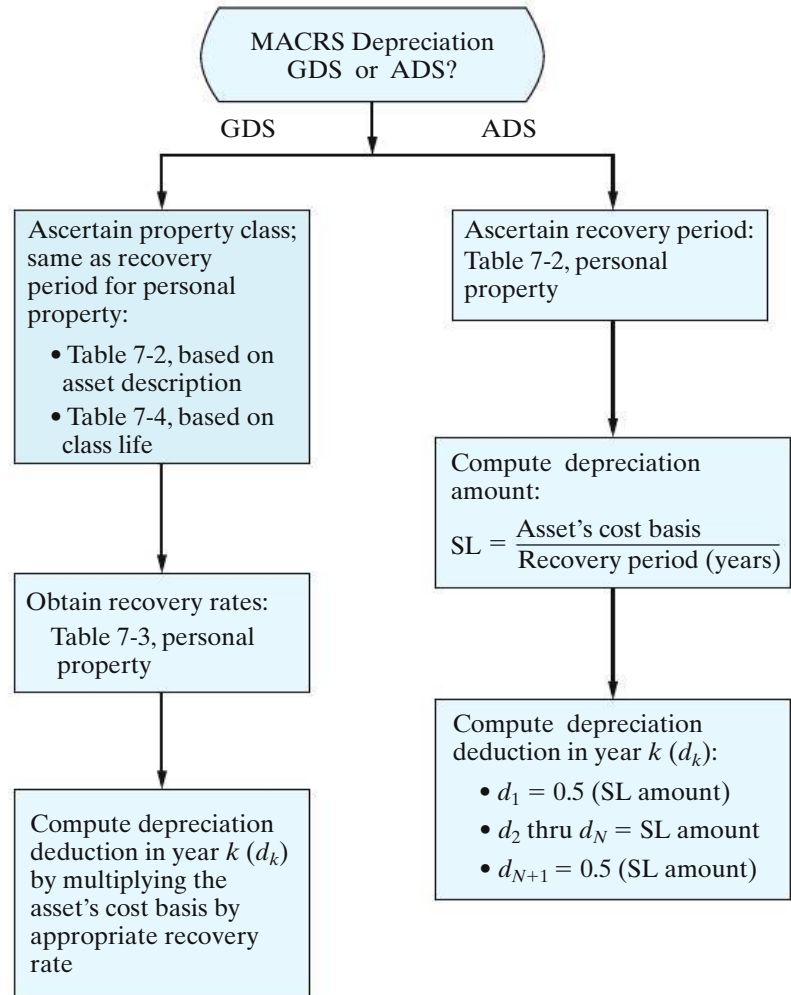 MACRS Depreciation
GDS or ADS?
GDS
ADS
Ascertain property class;
same as recovery
period for personal
property:
• Table 7-2, based on
asset description
• Table 7-4, based on
class life
Obtain recovery rates:
Table 7-3, personal
property
Compute depreciation
deduction in year k (dₖ)
by multiplying the
asset's cost basis by
appropriate recovery
rate
Ascertain recovery period:
Table 7-2, personal
property
Compute depreciation
amount:
SL = Asset's cost basis / Recovery period (years)
Compute depreciation
deduction in year k (dₖ):
• d₁ = 0.5 (SL amount)
• d₂ thru d_N = SL amount
• d_{N+1} = 0.5 (SL amount)